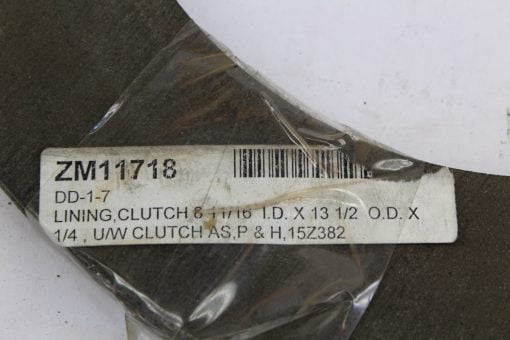 ZM11718
DD-1-7
LINING,CLUTCH 8 11/16 I.D. X 13 1/2 O.D. X
1/4 , U/W CLUTCH AS,P & H,15Z382